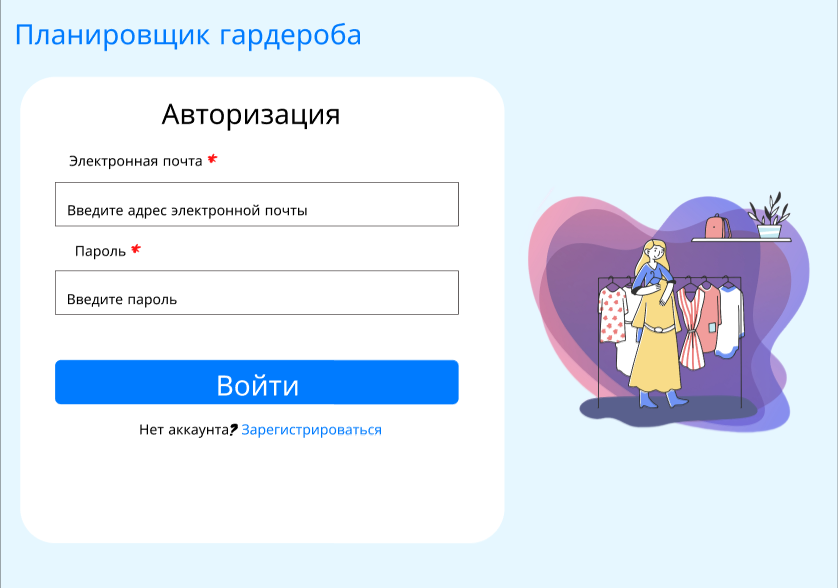 Планировщик гардероба
Авторизация
Электронная почта *
Введите адрес электронной почты
Пароль *
Введите пароль
Войти
Нет аккаунта? Зарегистрироваться